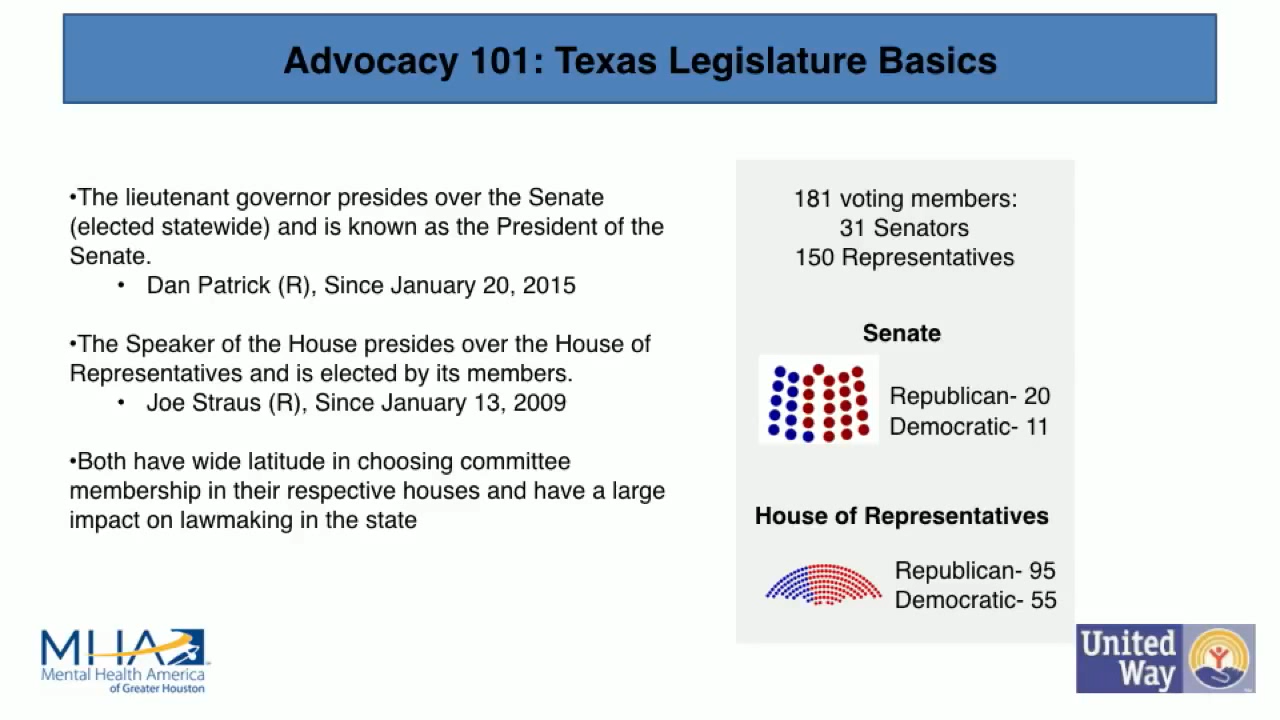 Advocacy 101: Texas Legislature Basics
•The lieutenant governor presides over the Senate
(elected statewide) and is known as the President of the
Senate.
• Dan Patrick (R), Since January 20, 2015
•The Speaker of the House presides over the House of
Representatives and is elected by its members.
• Joe Straus (R), Since January 13, 2009
•Both have wide latitude in choosing committee
membership in their respective houses and have a large
impact on lawmaking in the state
181 voting members:
31 Senators
150 Representatives
Senate
Republican- 20
Democratic- 11
House of Representatives
Republican- 95
Democratic- 55
MHA
Mental Health America
of Greater Houston
United
Way